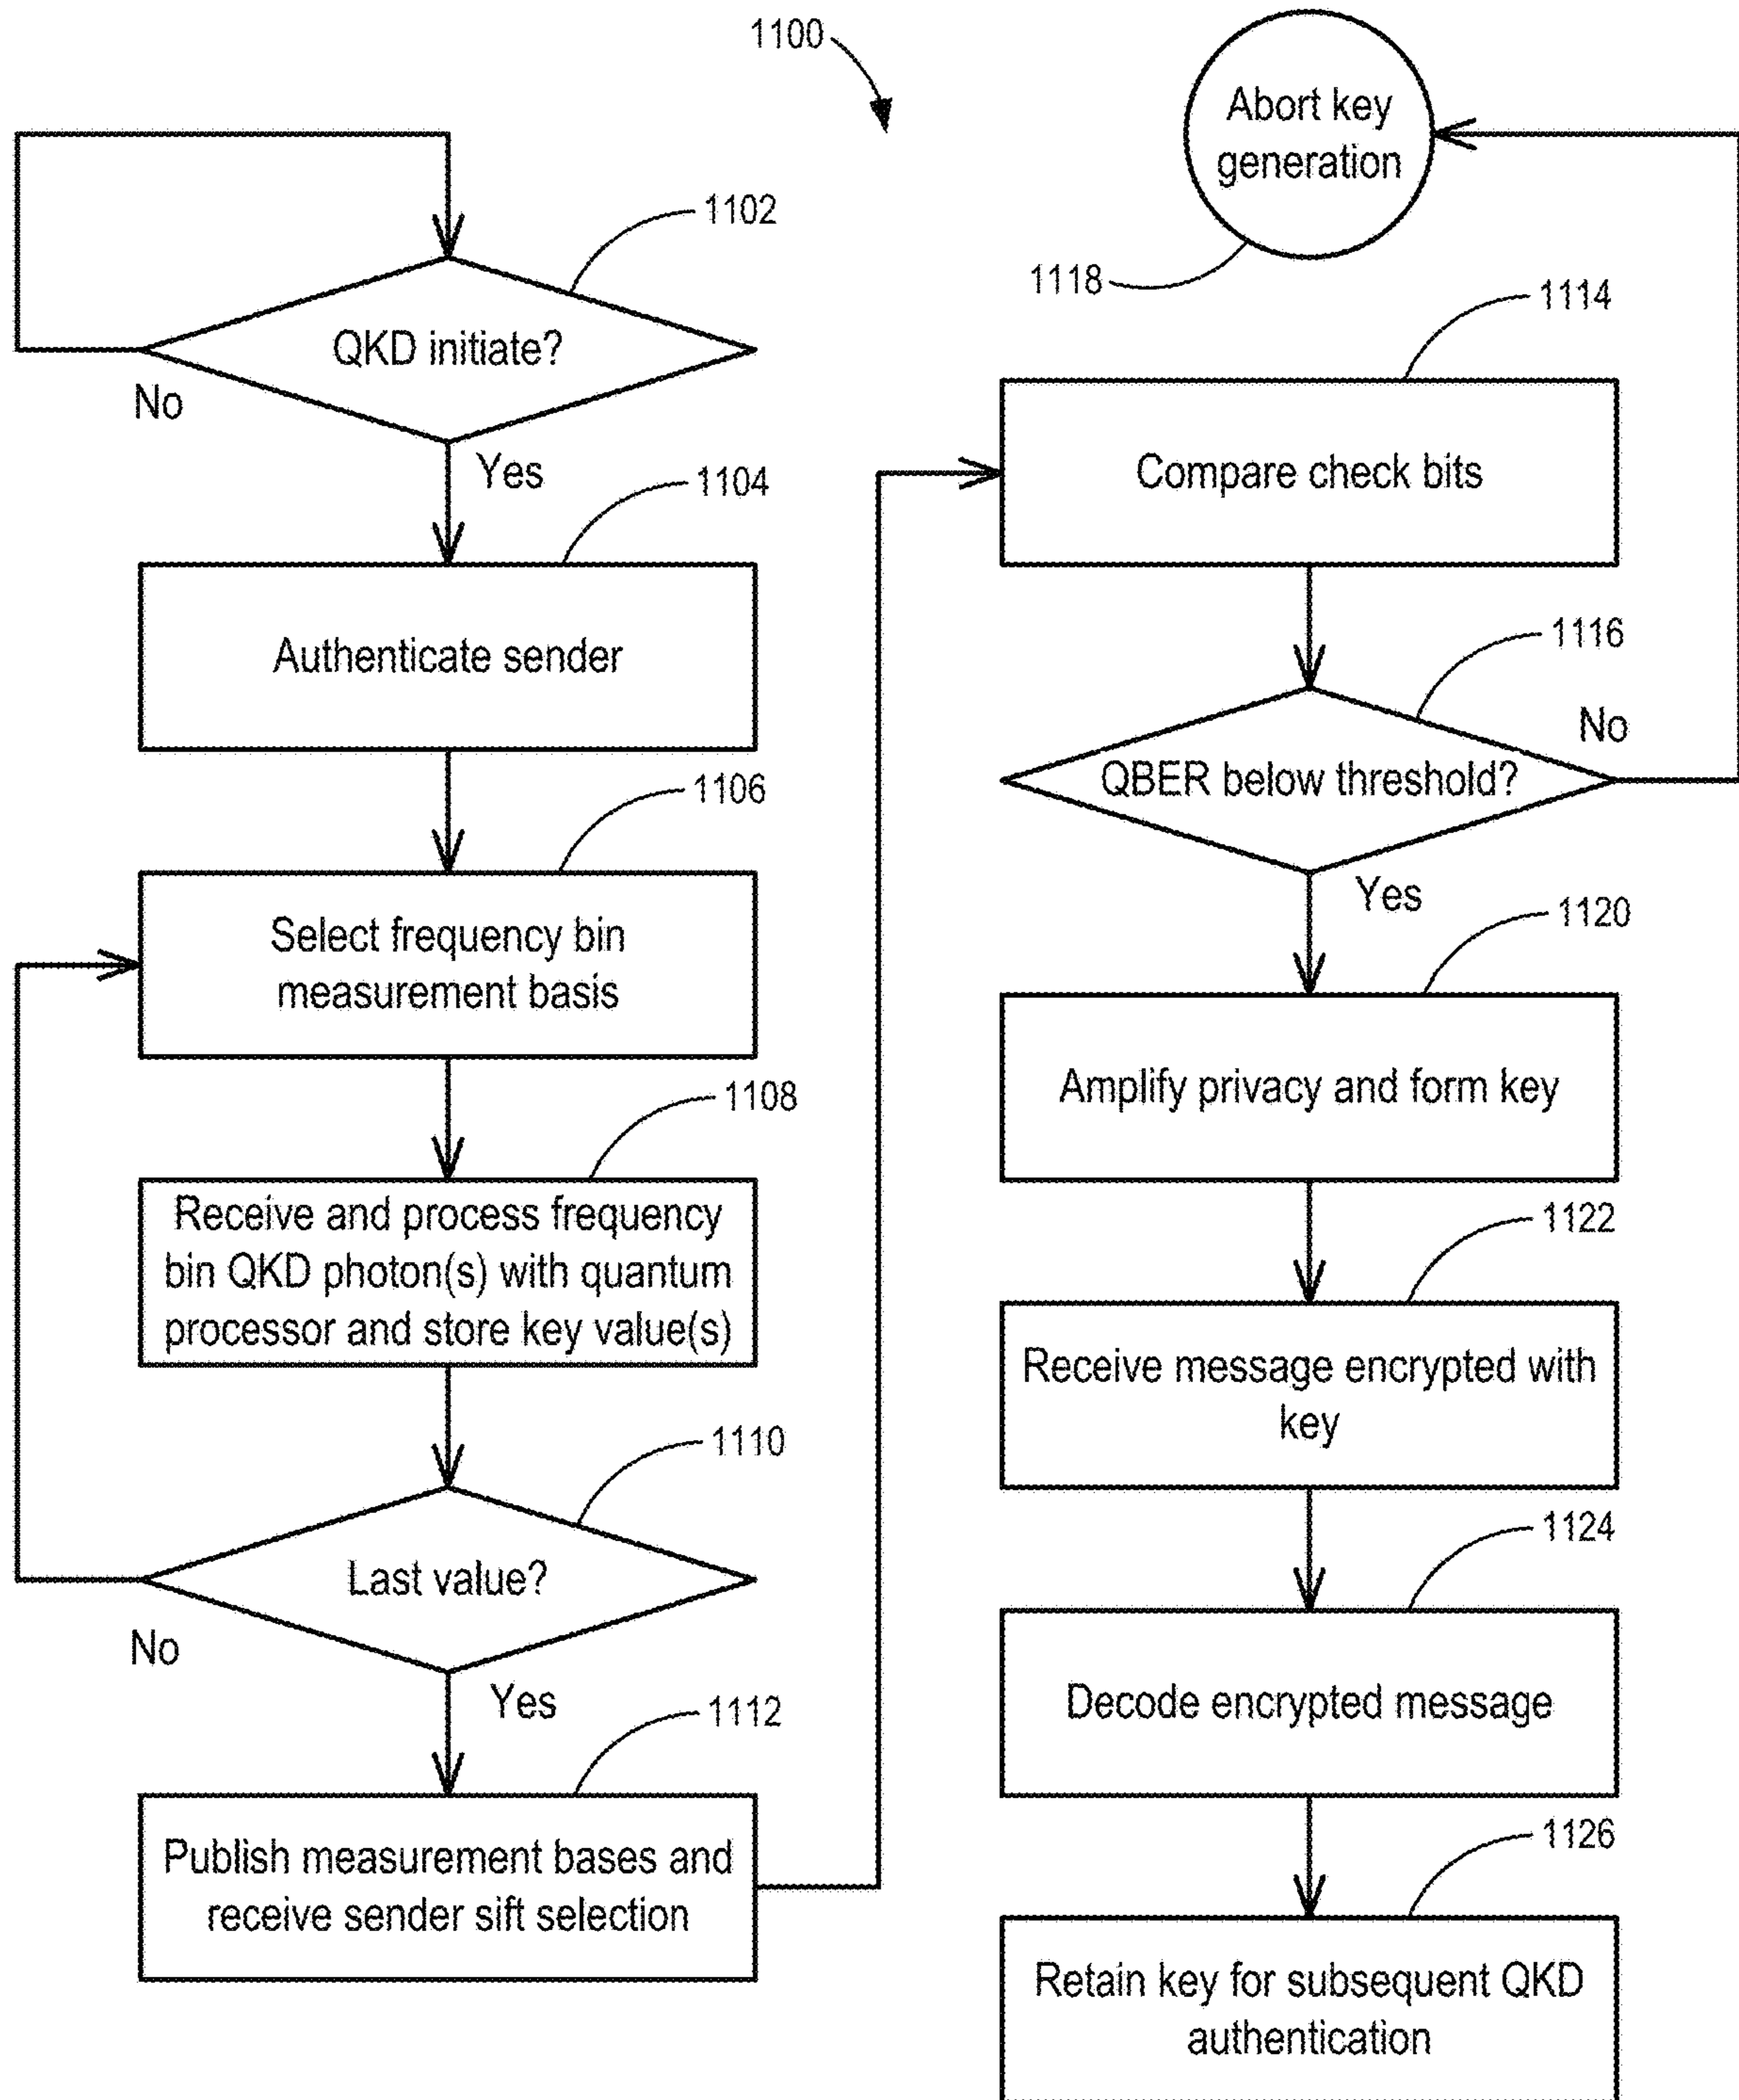 1100
1102
QKD initiate?
No
Yes
1104
Authenticate sender
1106
Select frequency bin
measurement basis
1108
Receive and process frequency
bin QKD photon(s) with quantum
processor and store key value(s)
1110
Last value?
No
Yes
1112
Publish measurement bases and
receive sender sift selection
Abort key
generation
1118
1114
Compare check bits
1116
No
QBER below threshold?
Yes
1120
Amplify privacy and form key
1122
Receive message encrypted with
key
1124
Decode encrypted message
1126
Retain key for subsequent QKD
authentication